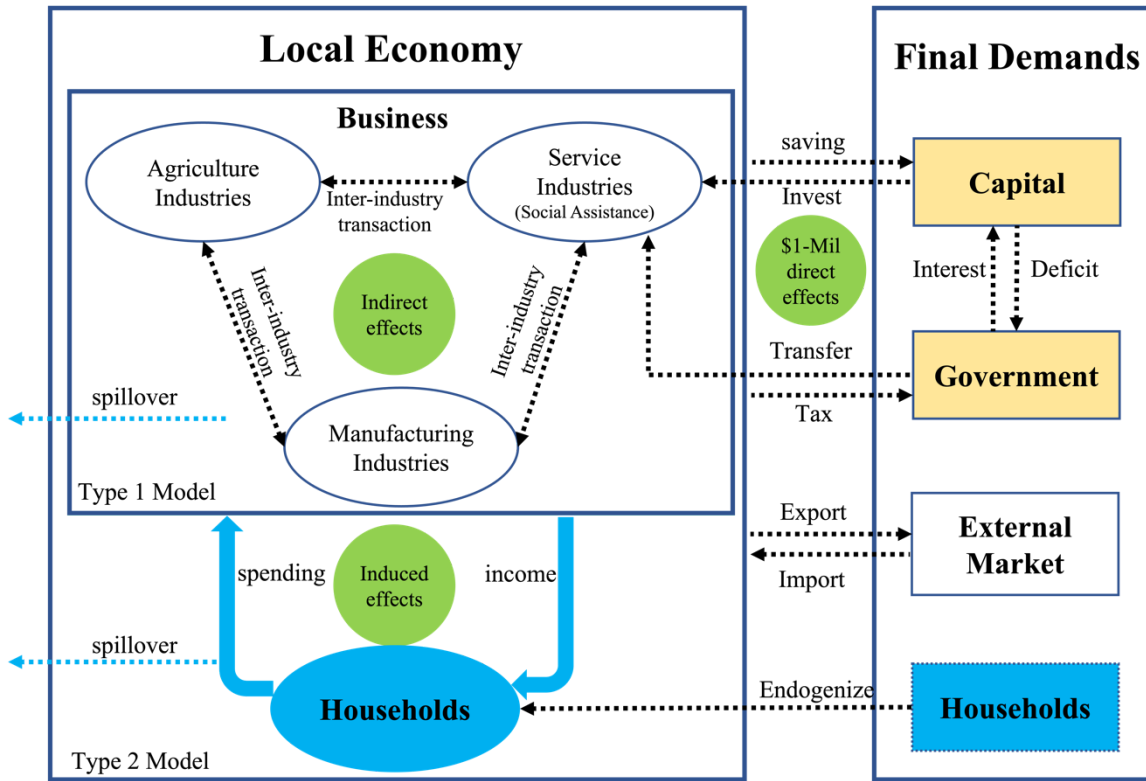 Local Economy
Final Demands
Business
Agriculture
Industries
Service
Industries
(Social Assistance)
Inter-industry
transaction
Inter-industry
transaction
Inter-industry
transaction
Indirect
effects
Manufacturing
Industries
Type 1 Model
spillover
saving
Invest
$1-Mil
direct
effects
Transfer
Tax
Capital
Interest
Deficit
Government
Export
Import
External
Market
spending
Induced
effects
income
spillover
Households
Type 2 Model
Endogenize
Households